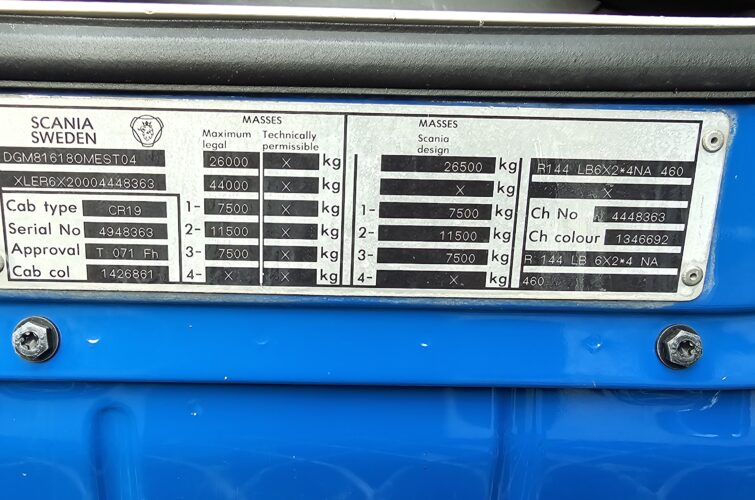 SCANIA
SWEDEN
DGM816180MEST04
XLER6X20004448363
Cab type CR19
Serial No 4948363
Approval T 071 Fh
Cab col 1426861
MASSES
Maximum legal Technically permissible
26000 X kg
44000 X kg
1- 7500 X kg
2- 11500 X kg
3- 7500 X kg
4- X X kg
MASSES
Scania design
26500 kg
X kg
1- 7500 kg
2- 11500 kg
3- 7500 kg
4- X kg
R144 LB6X2*4NA 460
X
Ch No 4448363
Ch colour 1346692
R 144 LB 6X2*4 NA
460